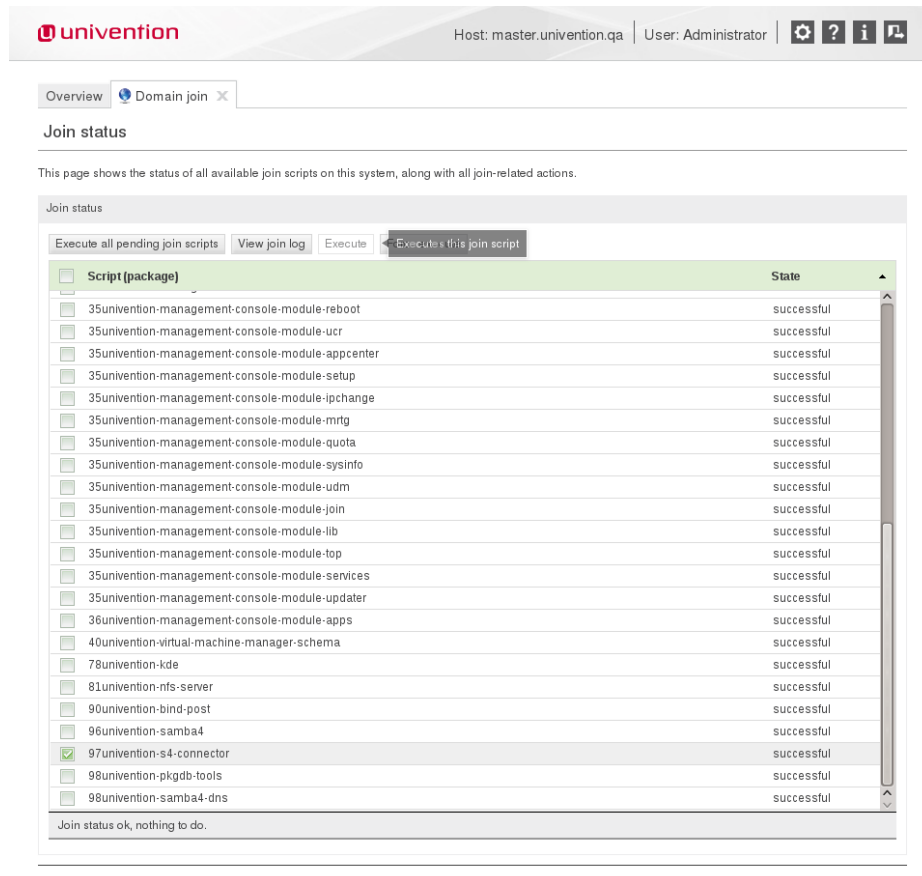 univention
Host: master.univention.qa User: Administrator
Overview Domain join
Join status
This page shows the status of all available join scripts on this system, along with all join-related actions.
Join status
Execute all pending join scripts View join log Execute Executes this join script
Script (package) State
35univention-management-console-module-reboot successful
35univention-management-console-module-ucr successful
35univention-management-console-module-appcenter successful
35univention-management-console-module-setup successful
35univention-management-console-module-ipchange successful
35univention-management-console-module-mrtg successful
35univention-management-console-module-quota successful
35univention-management-console-module-sysinfo successful
35univention-management-console-module-udm successful
35univention-management-console-module-join successful
35univention-management-console-module-lib successful
35univention-management-console-module-top successful
35univention-management-console-module-services successful
35univention-management-console-module-updater successful
36univention-management-console-module-apps successful
40univention-virtual-machine-manager-schema successful
78univention-kde successful
81univention-nfs-server successful
90univention-bind-post successful
96univention-samba4 successful
97univention-s4-connector successful
98univention-pkgdb-tools successful
98univention-samba4-dns successful
Join status ok, nothing to do.